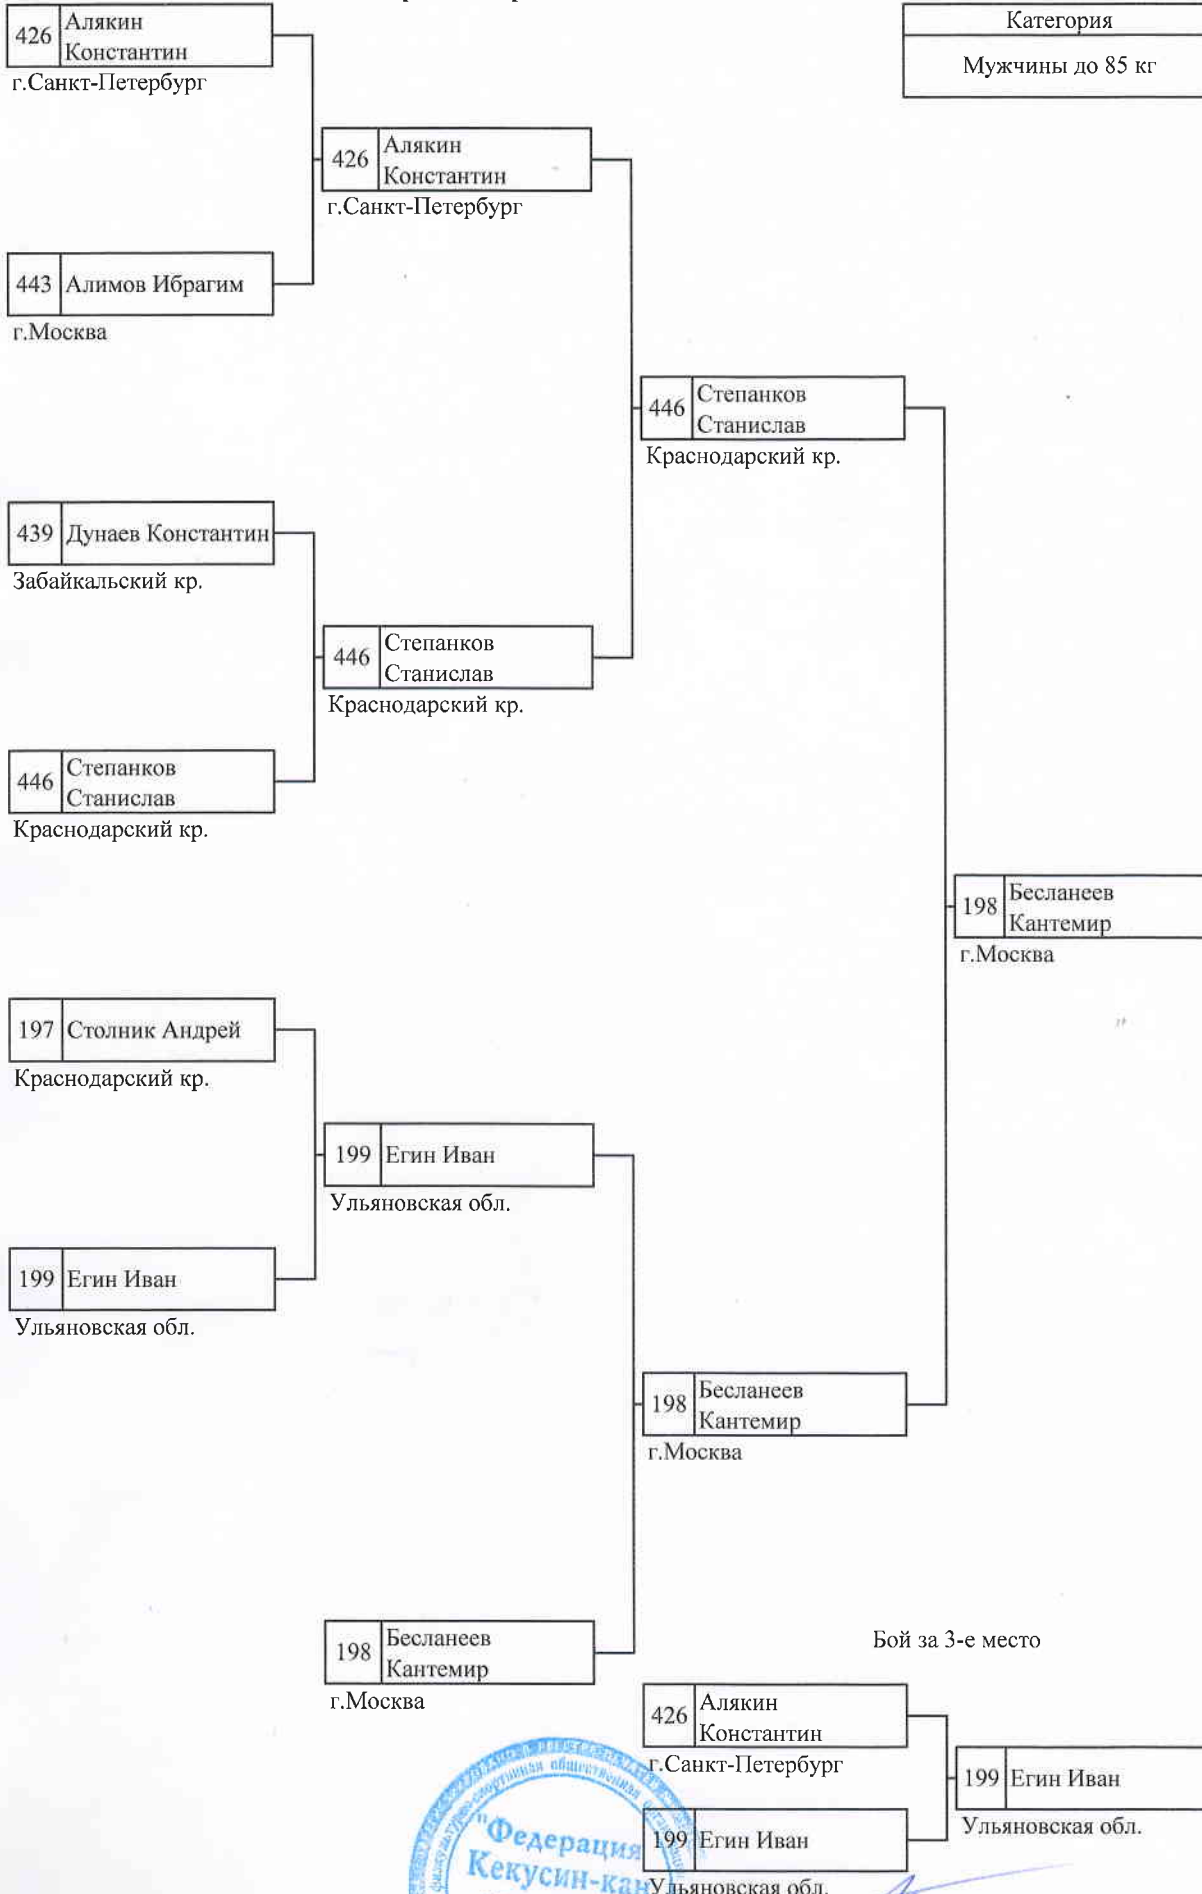 Категория
Мужчины до 85 кг
426 Алякин
Константин
г.Санкт-Петербург
426 Алякин
Константин
г.Санкт-Петербург
443 Алимов Ибрагим
г.Москва
446 Степанков
Станислав
Краснодарский кр.
439 Дунаев Константин
Забайкальский кр.
446 Степанков
Станислав
Краснодарский кр.
446 Степанков
Станислав
Краснодарский кр.
198 Бесланеев
Кантемир
г.Москва
197 Столник Андрей
Краснодарский кр.
199 Егин Иван
Ульяновская обл.
199 Егин Иван
Ульяновская обл.
198 Бесланеев
Кантемир
г.Москва
198 Бесланеев
Кантемир
г.Москва
Бой за 3-е место
426 Алякин
Константин
г.Санкт-Петербург
199 Егин Иван
Ульяновская обл.
199 Егин Иван
Ульяновская обл.
"Федерация
Кекусин-кан